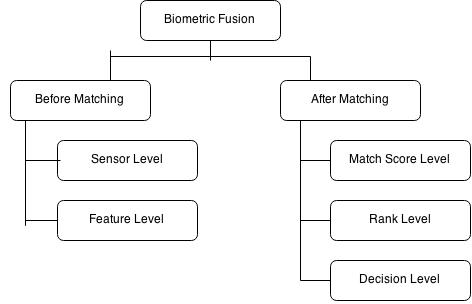 Biometric Fusion
Before Matching
After Matching
Sensor Level
Match Score Level
Feature Level
Rank Level
Decision Level